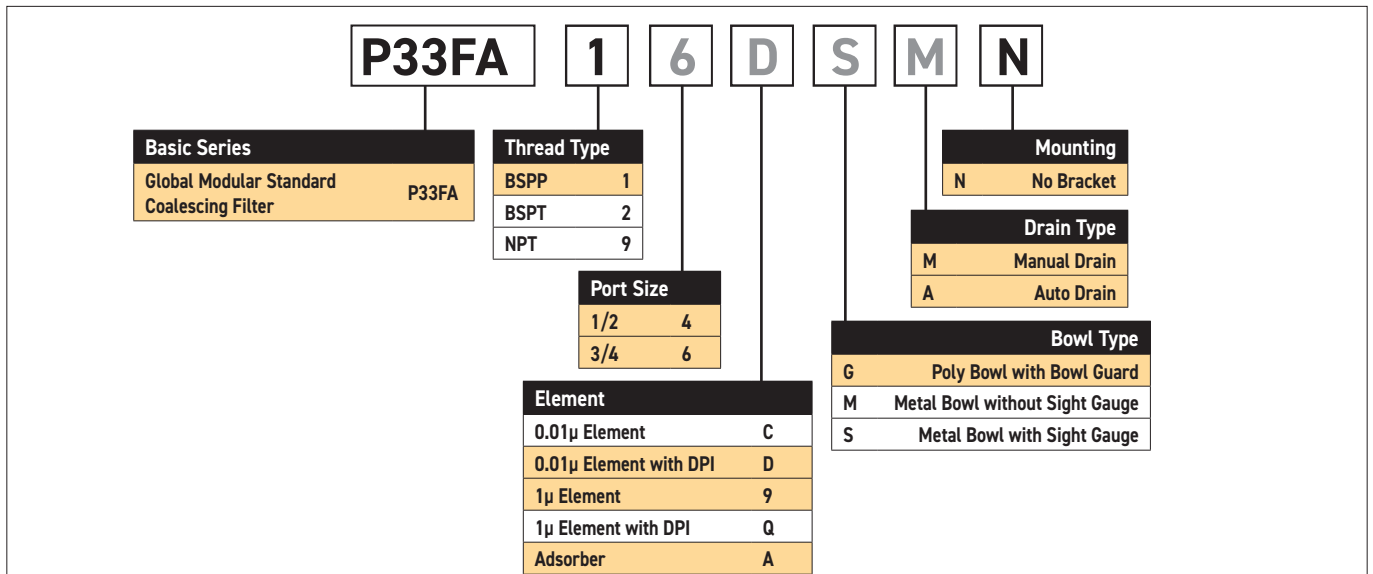 P33FA 1 6 D S M N
Basic Series
Global Modular Standard
Coalescing Filter P33FA
Thread Type
BSPP 1
BSPT 2
NPT 9
Port Size
1/2 4
3/4 6
Element
0.01µ Element C
0.01µ Element with DPI D
1µ Element 9
1µ Element with DPI Q
Adsorber A
Mounting
N No Bracket
Drain Type
M Manual Drain
A Auto Drain
Bowl Type
G Poly Bowl with Bowl Guard
M Metal Bowl without Sight Gauge
S Metal Bowl with Sight Gauge